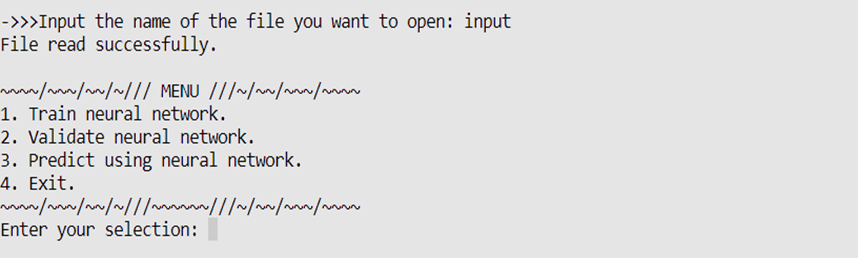 ->>>Input the name of the file you want to open: input
File read successfully.
~~~~/~~~/~~/~/// MENU ///~/~~/~~~/~~~~
1. Train neural network.
2. Validate neural network.
3. Predict using neural network.
4. Exit.
~~~~/~~~/~~/~///~~~~~~///~/~~/~~~/~~~~
Enter your selection: